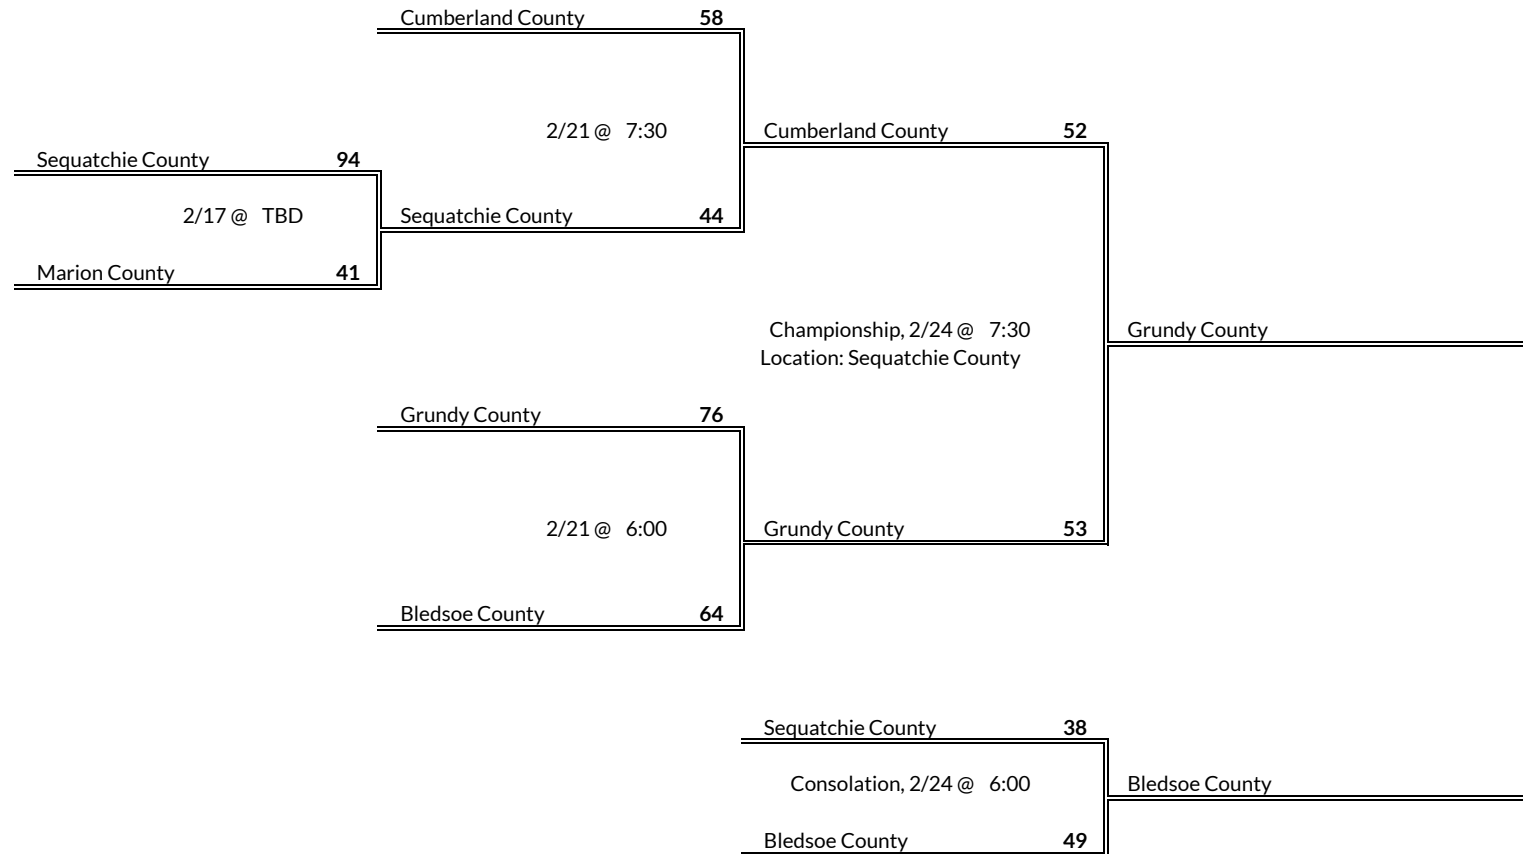 Cumberland County 58
2/21 @ 7:30
Cumberland County 52
Sequatchie County 94
2/17 @ TBD
Sequatchie County 44
Marion County 41
Championship, 2/24 @ 7:30
Grundy County
Location: Sequatchie County
Grundy County 76
2/21 @ 6:00
Grundy County 53
Bledsoe County 64
Sequatchie County 38
Consolation, 2/24 @ 6:00
Bledsoe County
Bledsoe County 49